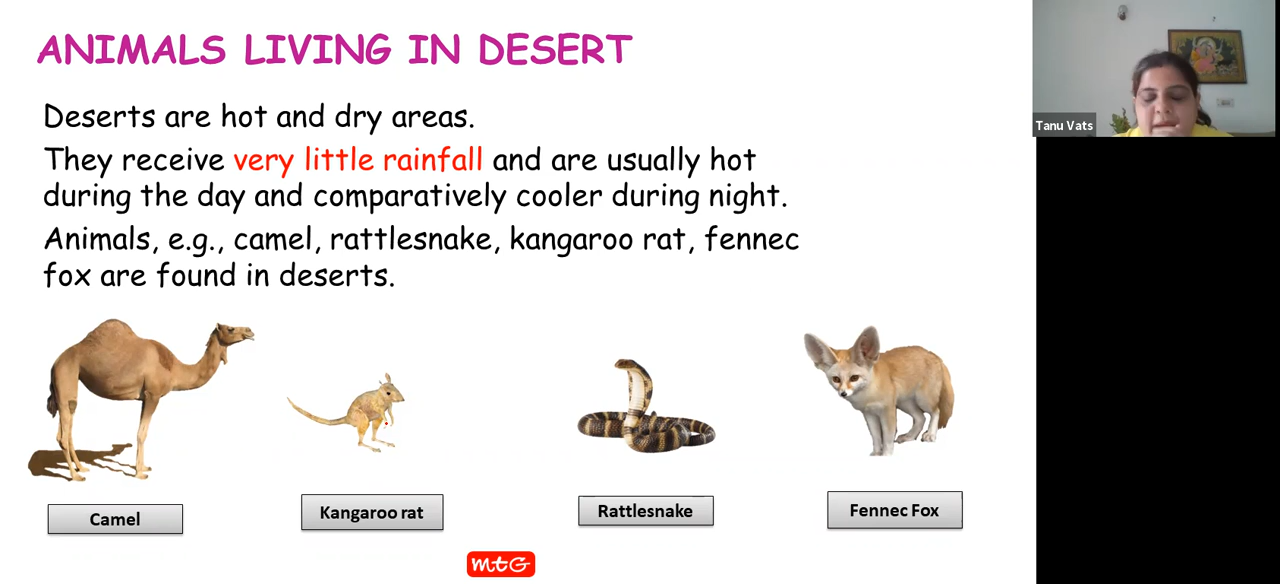 ANIMALS LIVING IN DESERT
Deserts are hot and dry areas.
They receive very little rainfall and are usually hot
during the day and comparatively cooler during night.
Animals, e.g., camel, rattlesnake, kangaroo rat, fennec
fox are found in deserts.
Tanu Vats
Camel
Kangaroo rat
Rattlesnake
Fennec Fox
mtG